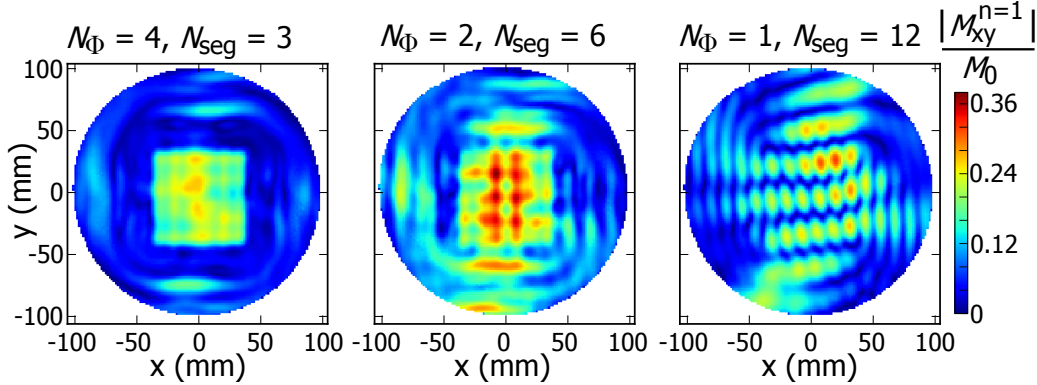 N_Φ = 4, N_seg = 3
N_Φ = 2, N_seg = 6
N_Φ = 1, N_seg = 12
|M_xy^n=1|
M_0
100
50
0
-50
-100
y (mm)
-100 -50 0 50 100
x (mm)
-100 -50 0 50 100
x (mm)
-100 -50 0 50 100
x (mm)
0.36
0.24
0.12
0